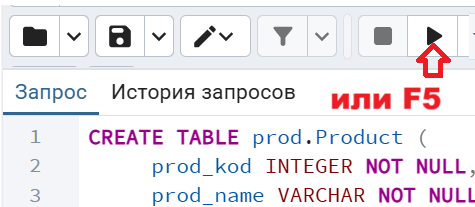 Запрос История запросов или F5
1 CREATE TABLE prod.Product (
2 prod_kod INTEGER NOT NULL,
3 prod_name VARCHAR NOT NULL